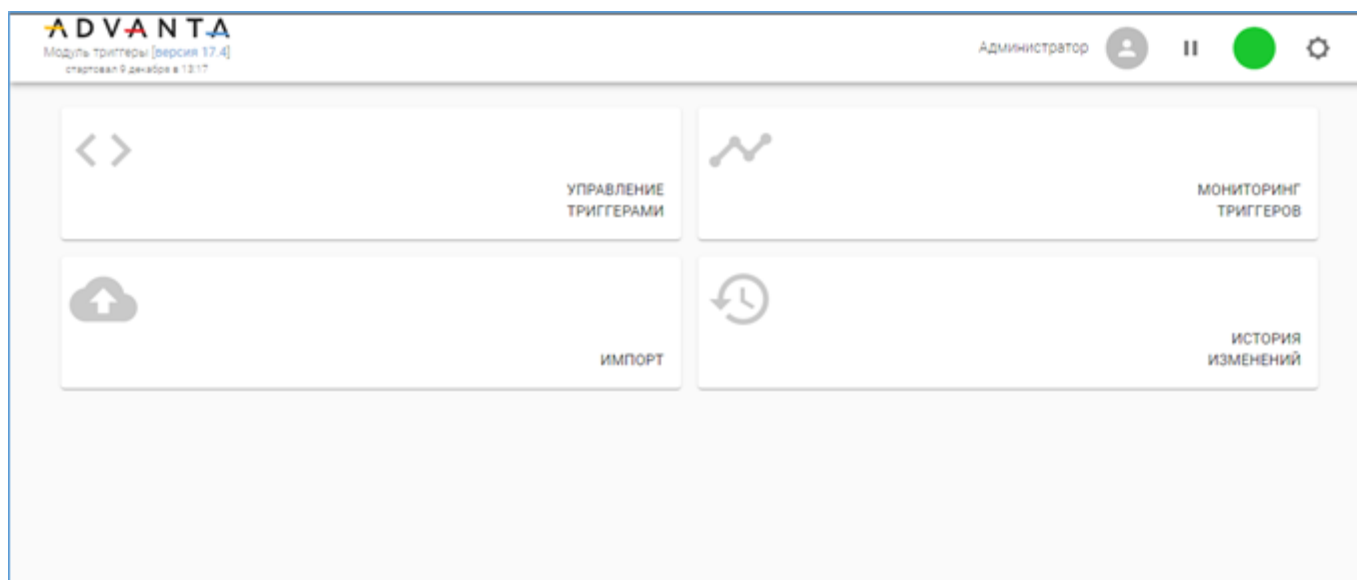 ADVANTA
Модуль триггеры [версия 17.4]
стартовал 9 декабря в 13:17
Администратор
УПРАВЛЕНИЕ
ТРИГГЕРАМИ
МОНИТОРИНГ
ТРИГГЕРОВ
ИМПОРТ
ИСТОРИЯ
ИЗМЕНЕНИЙ